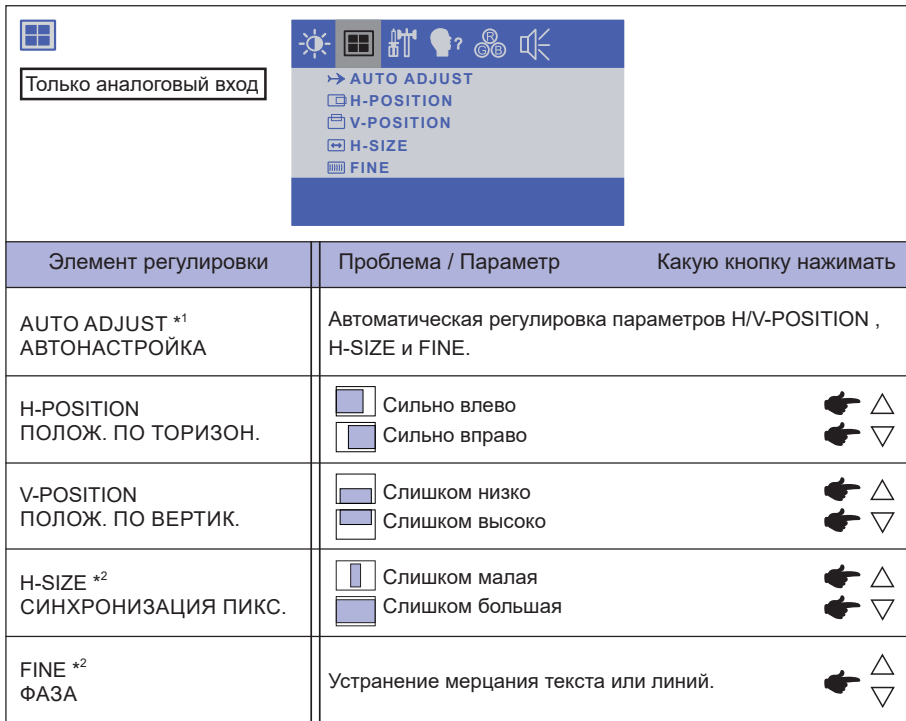 Только аналоговый вход
R
G B
?
AUTO ADJUST
H-POSITION
V-POSITION
H-SIZE
FINE
Элемент регулировки
Проблема / Параметр
Какую кнопку нажимать
AUTO ADJUST *1
АВТОНАСТРОЙКА
Автоматическая регулировка параметров H/V-POSITION ,
H-SIZE и FINE.
H-POSITION
ПОЛОЖ. ПО ТОРИЗОН.
Сильно влево
Сильно вправо
V-POSITION
ПОЛОЖ. ПО ВЕРТИК.
Слишком низко
Слишком высоко
H-SIZE *2
СИНХРОНИЗАЦИЯ ПИКС.
Слишком малая
Слишком большая
FINE *2
ФАЗА
Устранение мерцания текста или линий.